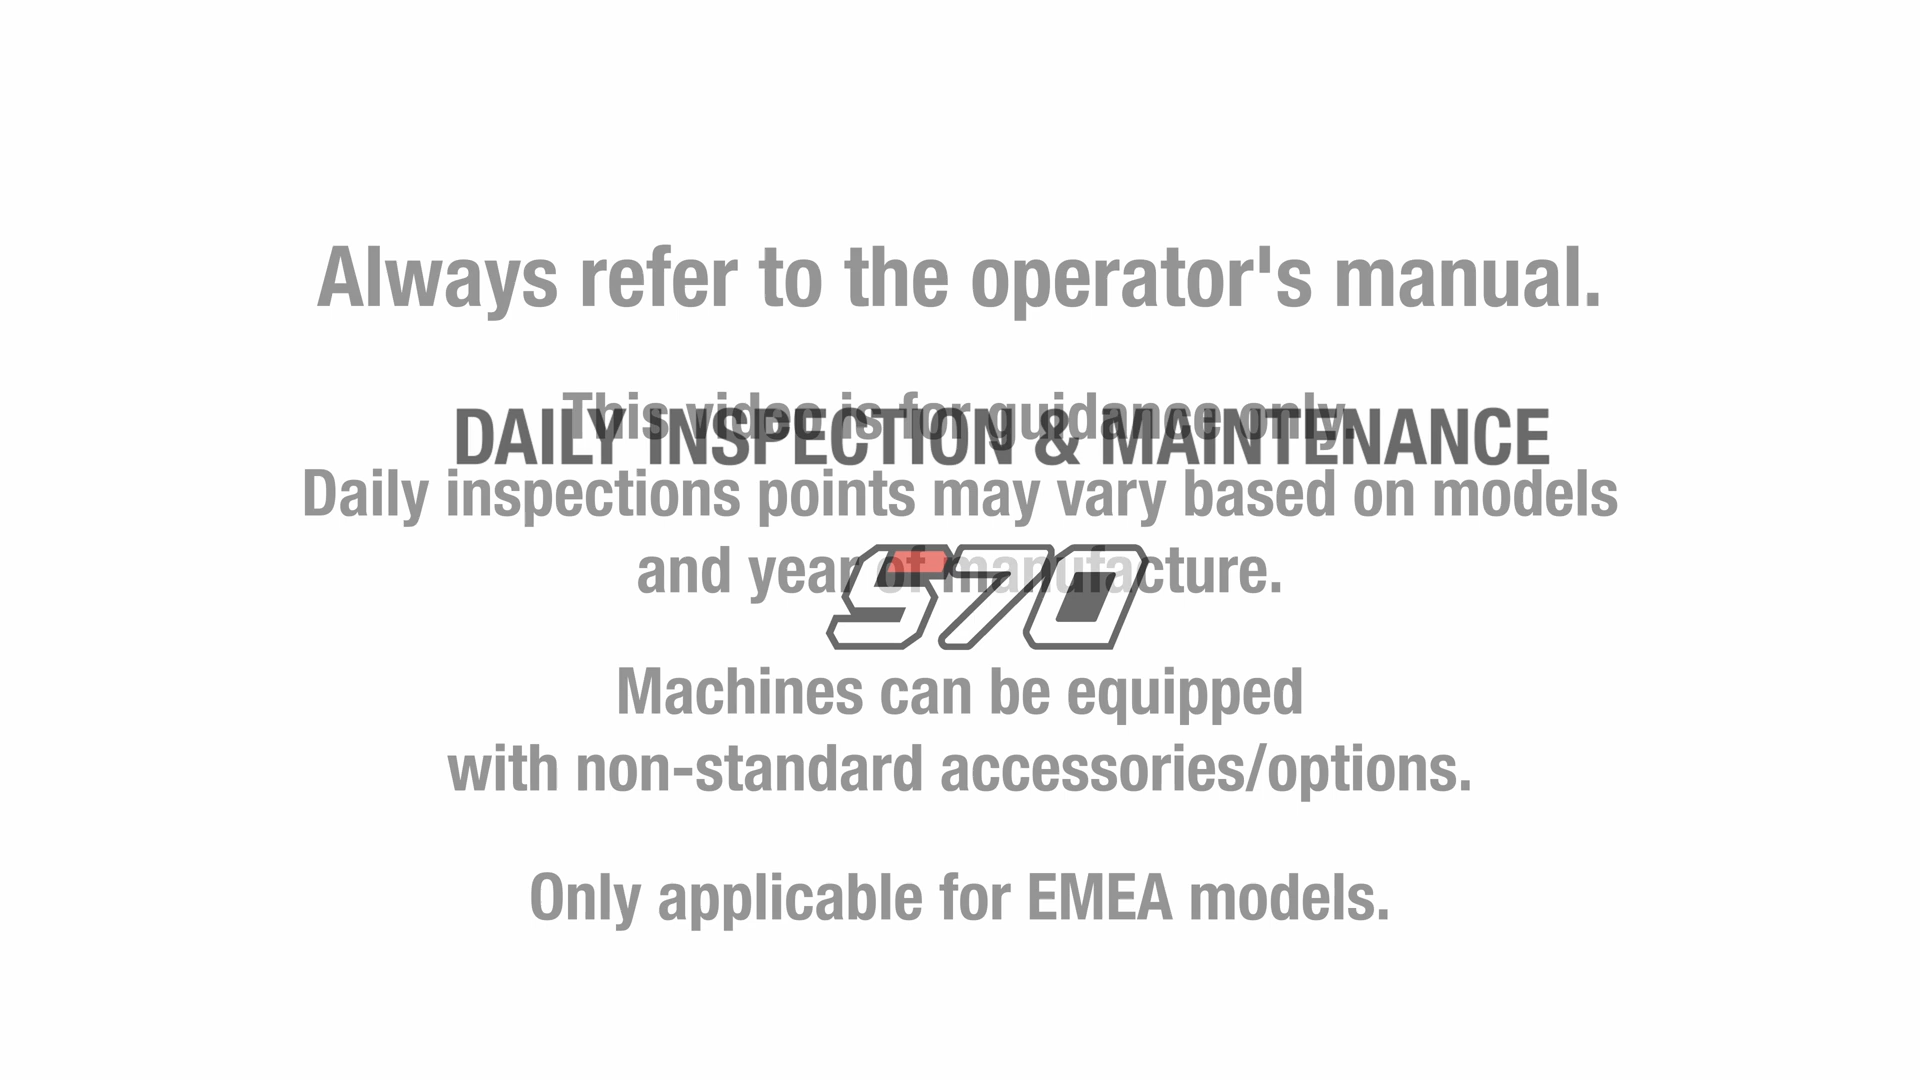 Always refer to the operator's manual.
This video is for guidance only.
DAILY INSPECTION & MAINTENANCE
Daily inspections points may vary based on models
and year of manufacture.
S70
Machines can be equipped
with non-standard accessories/options.
Only applicable for EMEA models.